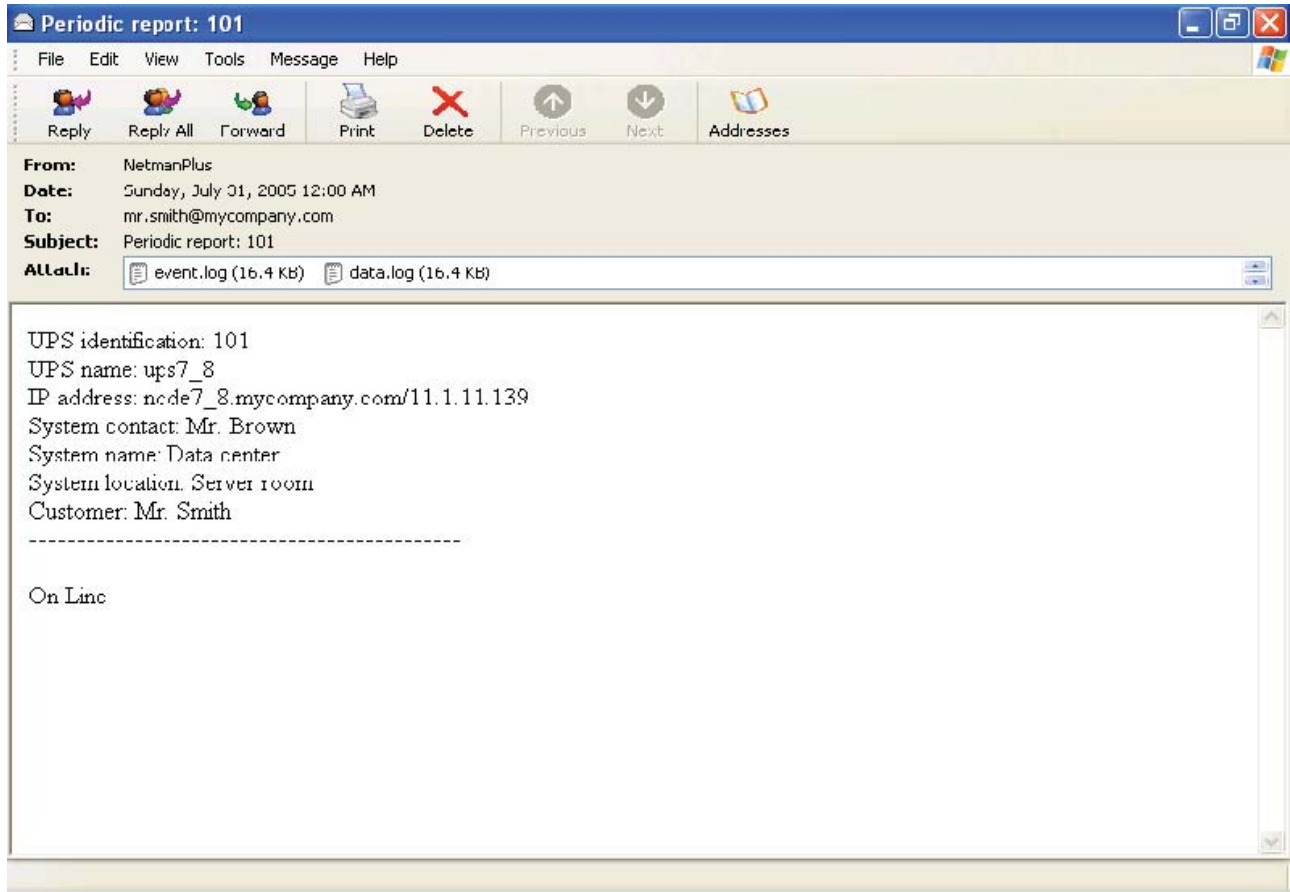 Periodic report: 101
File Edit View Tools Message Help
Reply Reply All Forward Print Delete Previous Next Addresses
From: NetmanPlus
Date: Sunday, July 31, 2005 12:00 AM
To: mr.smith@mycompany.com
Subject: Periodic report: 101
Attach: event.log (16.4 KB) data.log (16.4 KB)
UPS identification: 101
UPS name: ups7_8
IP address: node7_8.mycompany.com/11.1.11.139
System contact: Mr. Brown
System name: Data center
System location: Server room
Customer: Mr. Smith
---------------------------------------------
On Line